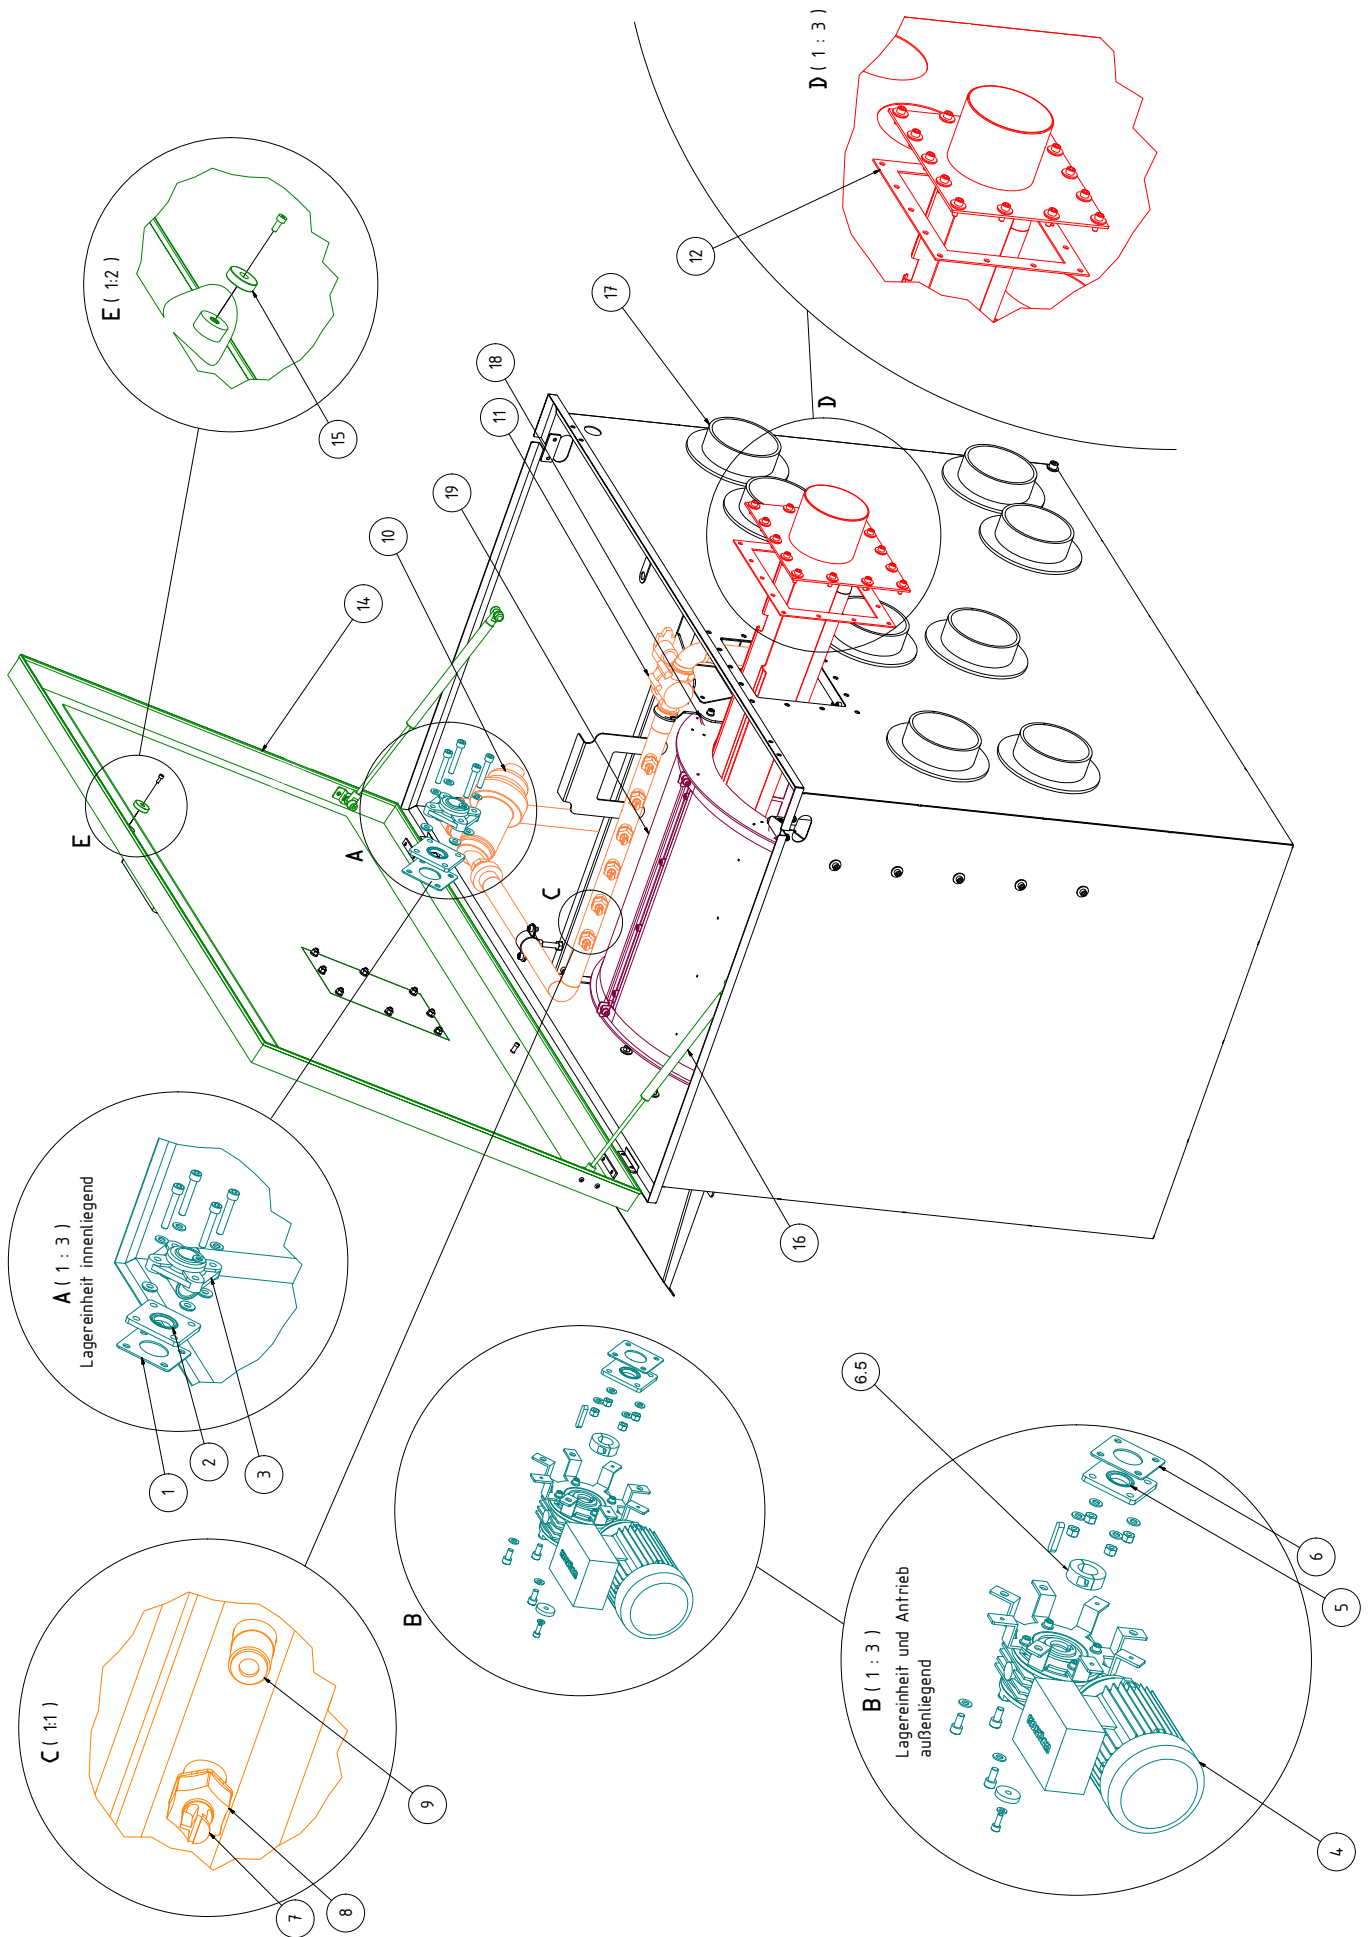 E ( 1:2 )
15
14
10
19
11
18
17
12
D ( 1 : 3 )
D
E
A
C
A ( 1 : 3 )
Lagereinheit innenliegend
1
2
3
16
C ( 1:1 )
7
8
9
B
B ( 1 : 3 )
Lagereinheit und Antrieb
außenliegend
6.5
6
5
4